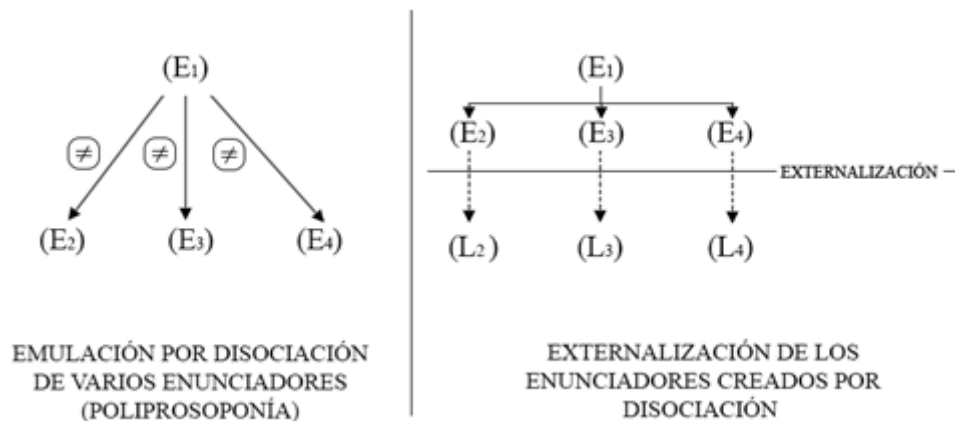 (E1)
≠ ≠ ≠
(E2) (E3) (E4)
EMULACIÓN POR DISOCIACIÓN
DE VARIOS ENUNCIADORES
(POLIPROSOPONÍA)
(E1)
(E2) (E3) (E4)
EXTERNALIZACIÓN
(L2) (L3) (L4)
EXTERNALIZACIÓN DE LOS
ENUNCIADORES CREADOS POR
DISOCIACIÓN